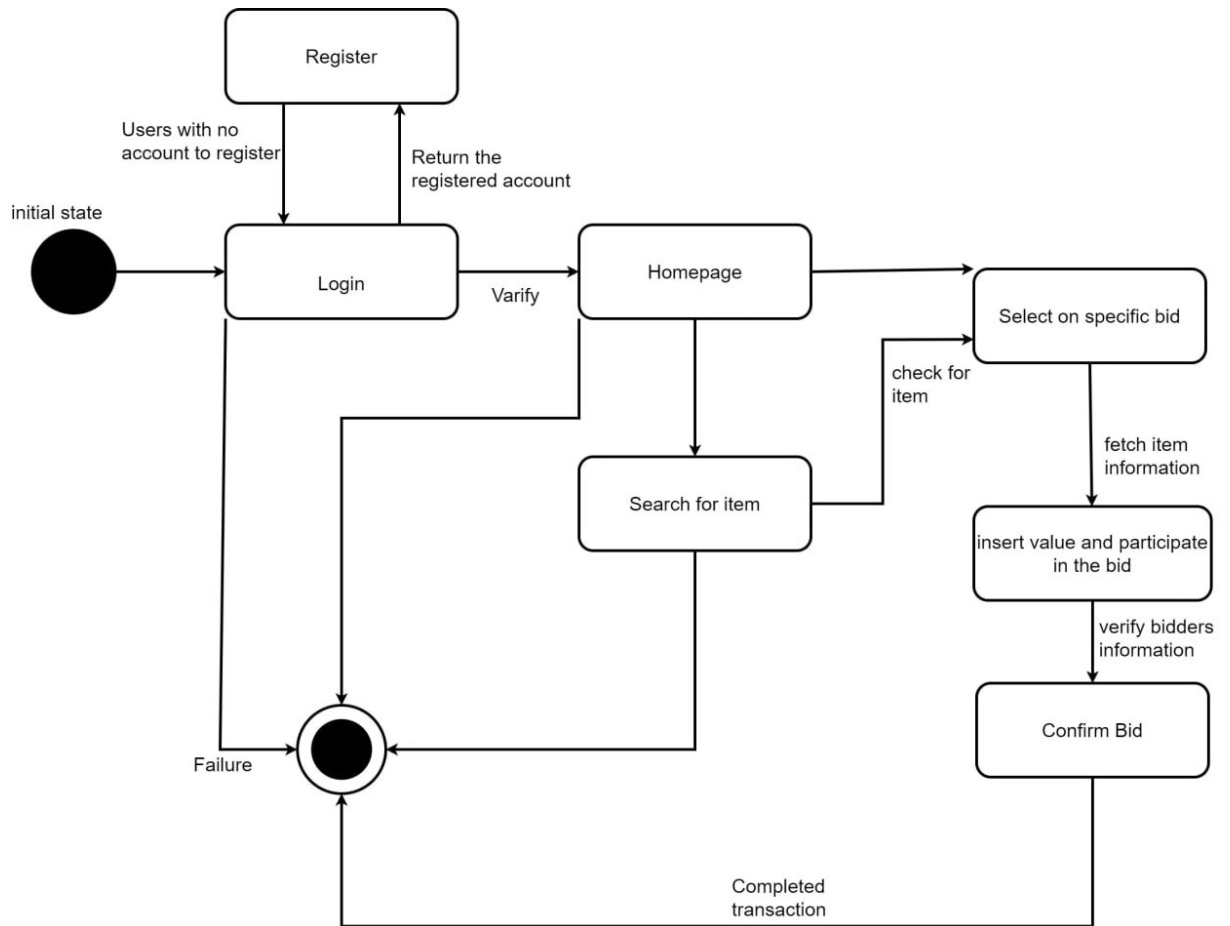 Register
Users with no
account to register
Return the
registered account
initial state
Login
Varify
Homepage
Select on specific bid
check for
item
fetch item
information
Search for item
insert value and participate
in the bid
verify bidders
information
Confirm Bid
Failure
Completed
transaction